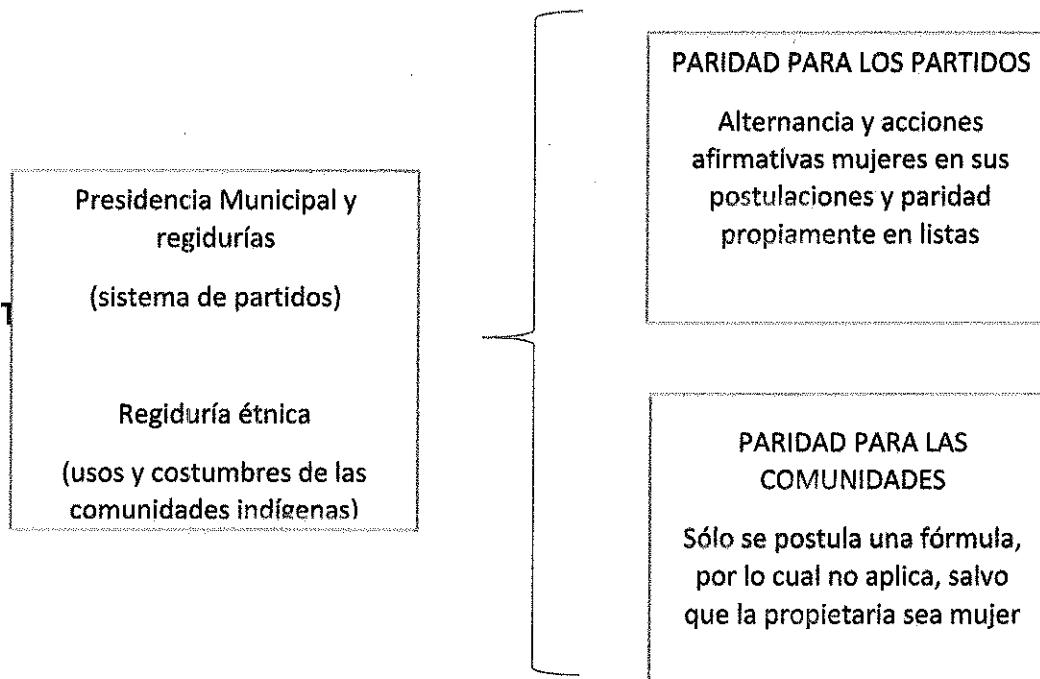 Presidencia Municipal y
regidurías
(sistema de partidos)
Regiduría étnica
(usos y costumbres de las
comunidades indígenas)
PARIDAD PARA LOS PARTIDOS
Alternancia y acciones
afirmativas mujeres en sus
postulaciones y paridad
propiamente en listas
PARIDAD PARA LAS
COMUNIDADES
Sólo se postula una fórmula,
por lo cual no aplica, salvo
que la propietaria sea mujer